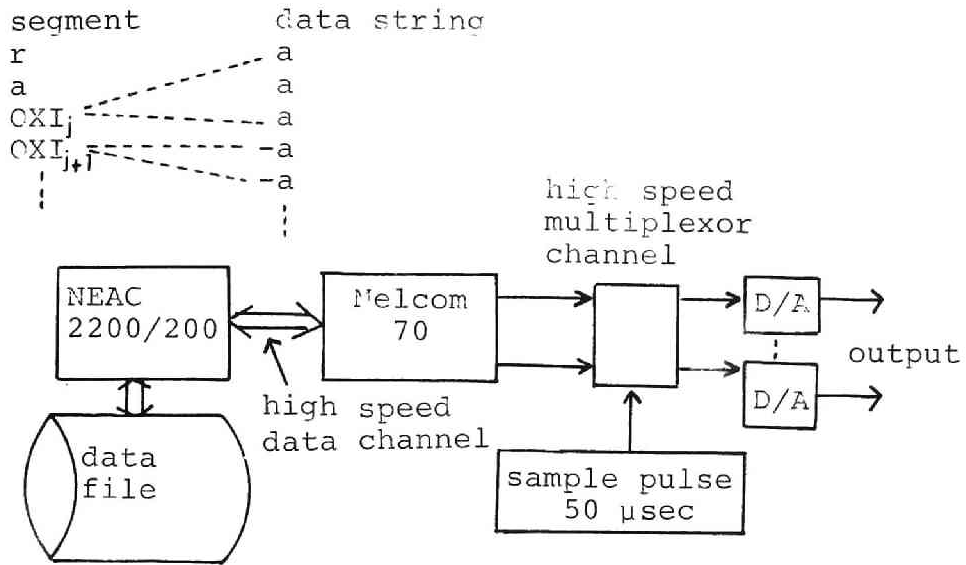 segment
r
a
OXIj
OXIj+1
data string
a
a
a
-a
-a
high speed
multiplexor
channel
NEAC
2200/200
Melcom
70
D/A
D/A
output
high speed
data channel
data
file
sample pulse
50 μsec